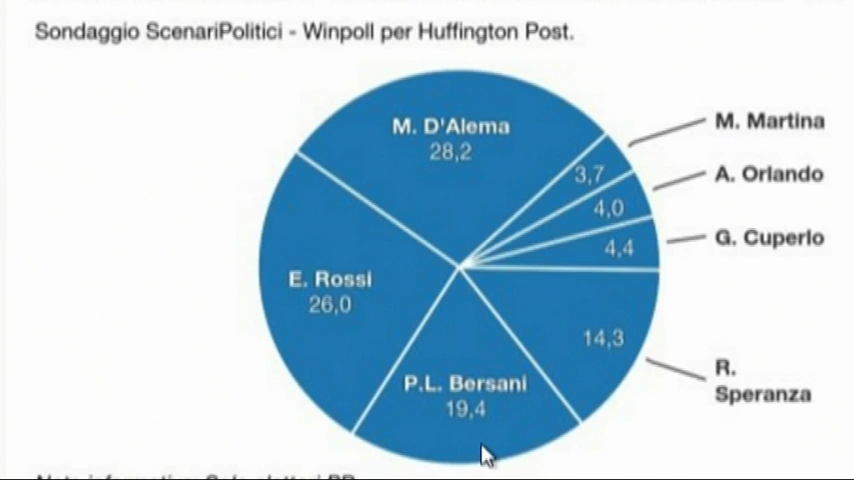 Sondaggio ScenariPolitici - Winpoll per Huffington Post.
M. D'Alema
28,2
M. Martina
3,7
A. Orlando
4,0
G. Cuperlo
4,4
E. Rossi
26,0
14,3
R.
Speranza
P.L. Bersani
19,4